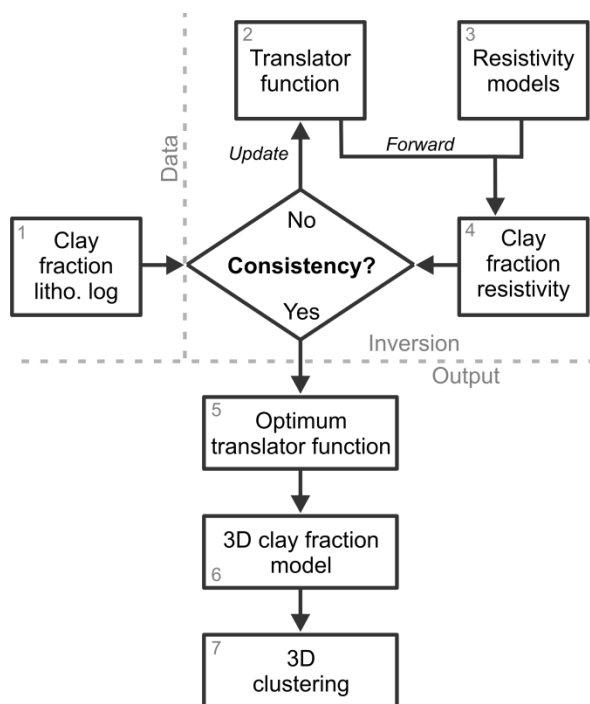 2
Translator
function
3
Resistivity
models
Data
Update
Forward
1
Clay
fraction
litho. log
No
Consistency?
Yes
4
Clay
fraction
resistivity
Inversion
Output
5
Optimum
translator function
3D clay fraction
model
6
7
3D
clustering